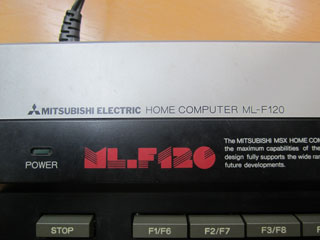 MITSUBISHI ELECTRIC HOME COMPUTER ML-F120
POWER
ML-F120
The MITSUBISHI MSX HOME COM
the maximum capabilities of the
design fully supports the wide ran
future developments.
STOP F1/F6 F2/F7 F3/F8 F